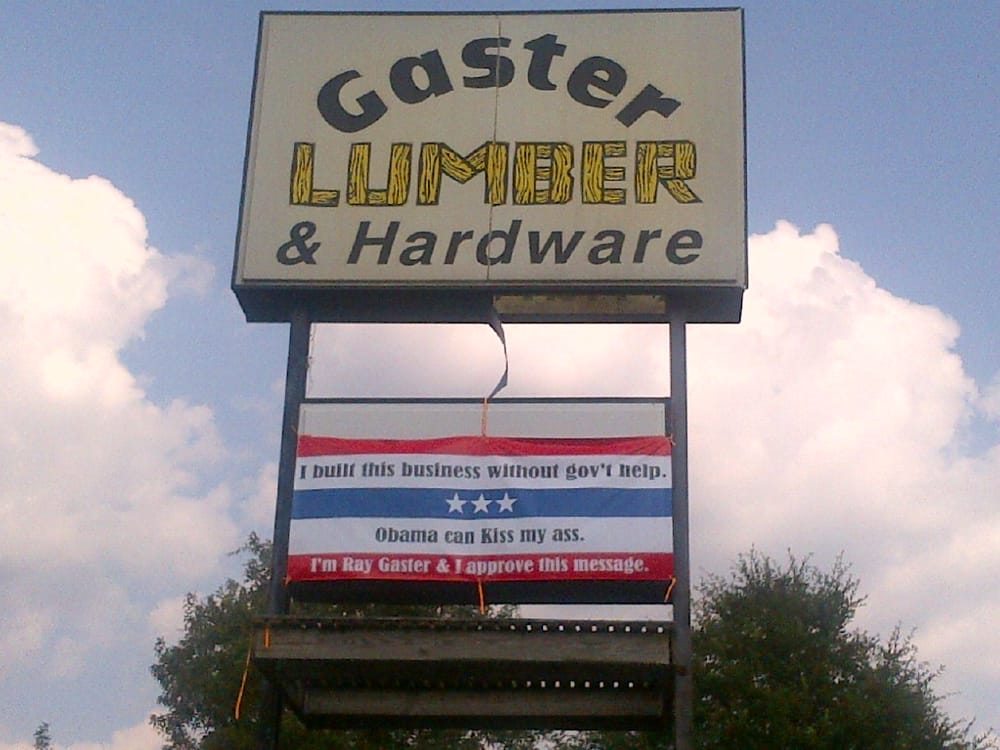 Gaster
LUMBER
& Hardware
I built this business without gov't help.
Obama can Kiss my ass.
I'm Ray Gaster & I approve this message.